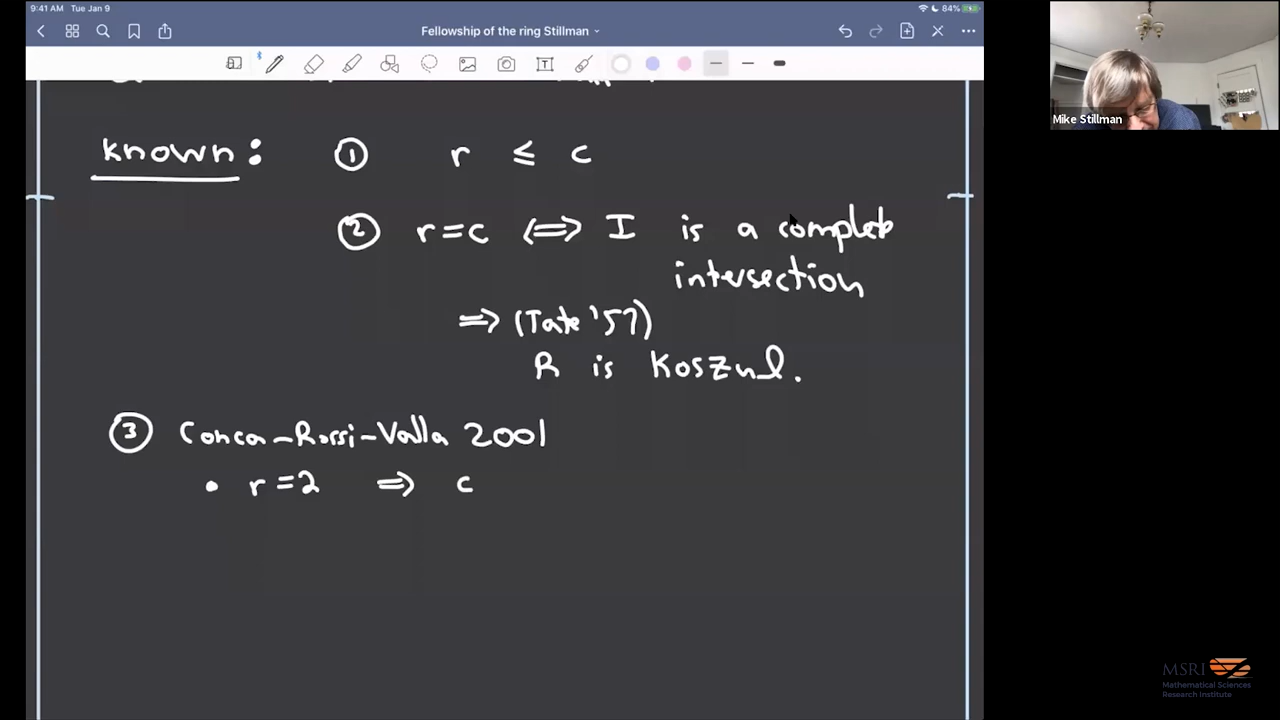 9:41 AM Tue Jan 9
84%
Fellowship of the ring Stillman
Known: ① r ≤ c
② r=c ⟺ I is a complete
intersection
⟹ (Tate '57)
R is Koszul.
③ Conca-Rossi-Valla 2001
• r=2 ⟹ c
Mike Stillman
MSRI
Mathematical Sciences
Research Institute